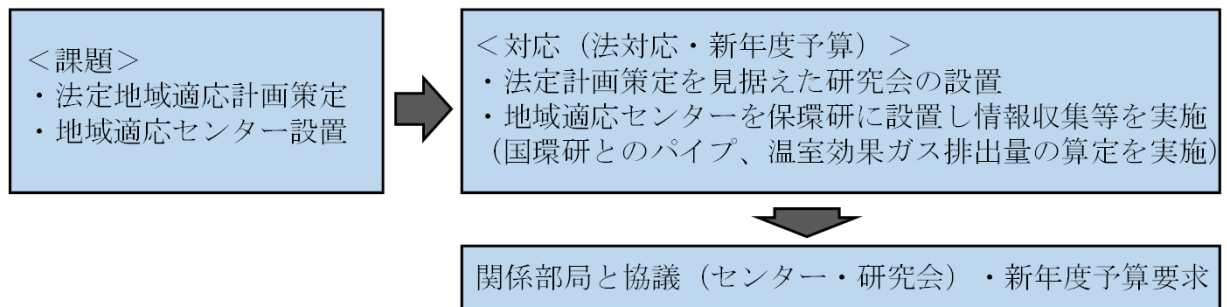 ＜課題＞
・法定地域適応計画策定
・地域適応センター設置
＜対応（法対応・新年度予算）＞
・法定計画策定を見据えた研究会の設置
・地域適応センターを保環研に設置し情報収集等を実施
（国環研とのパイプ、温室効果ガス排出量の算定を実施)
関係部局と協議（センター・研究会）・新年度予算要求